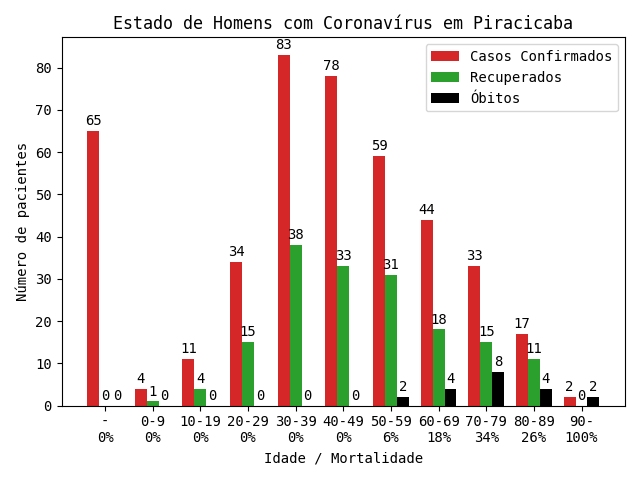 Estado de Homens com Coronavírus em Piracicaba
Número de pacientes
80
70
60
50
40
30
20
10
0
Casos Confirmados
Recuperados
Óbitos
65 0 0
4 1 0
11 4 0
34 15 0
83 38 0
78 33 0
59 31 2
44 18 4
33 15 8
17 11 4
2 0 2
- 0-9 10-19 20-29 30-39 40-49 50-59 60-69 70-79 80-89 90-
0% 0% 0% 0% 0% 0% 6% 18% 34% 26% 100%
Idade / Mortalidade